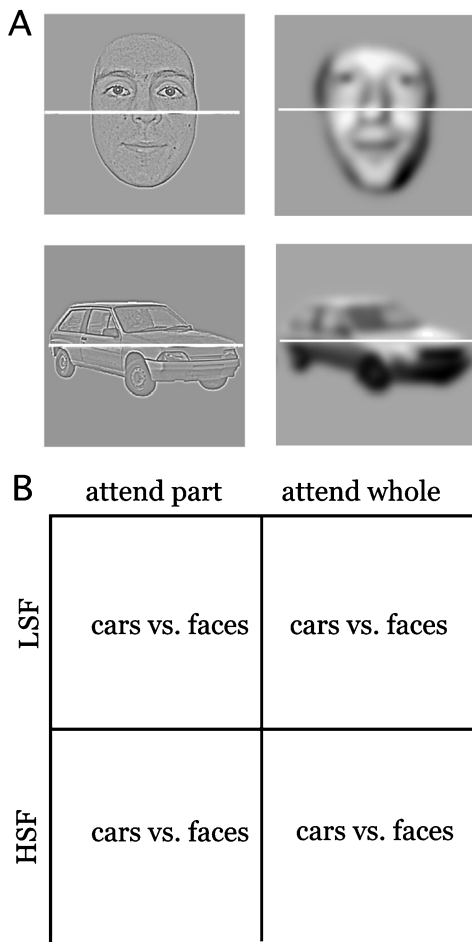 A
B
attend part attend whole
LSF
cars vs. faces cars vs. faces
HSF
cars vs. faces cars vs. faces